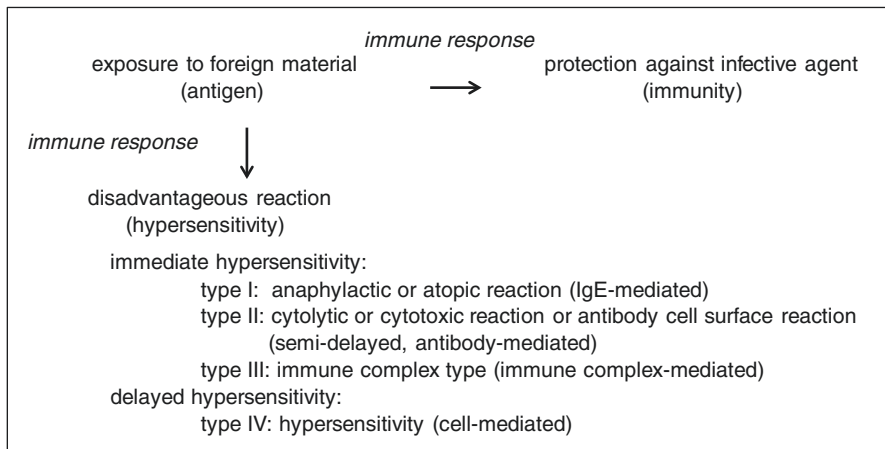 immune response
exposure to foreign material
protection against infective agent
(antigen)
(immunity)
immune response
disadvantageous reaction
(hypersensitivity)
immediate hypersensitivity:
type I: anaphylactic or atopic reaction (IgE-mediated)
type II: cytolytic or cytotoxic reaction or antibody cell surface reaction
(semi-delayed, antibody-mediated)
type III: immune complex type (immune complex-mediated)
delayed hypersensitivity:
type IV: hypersensitivity (cell-mediated)